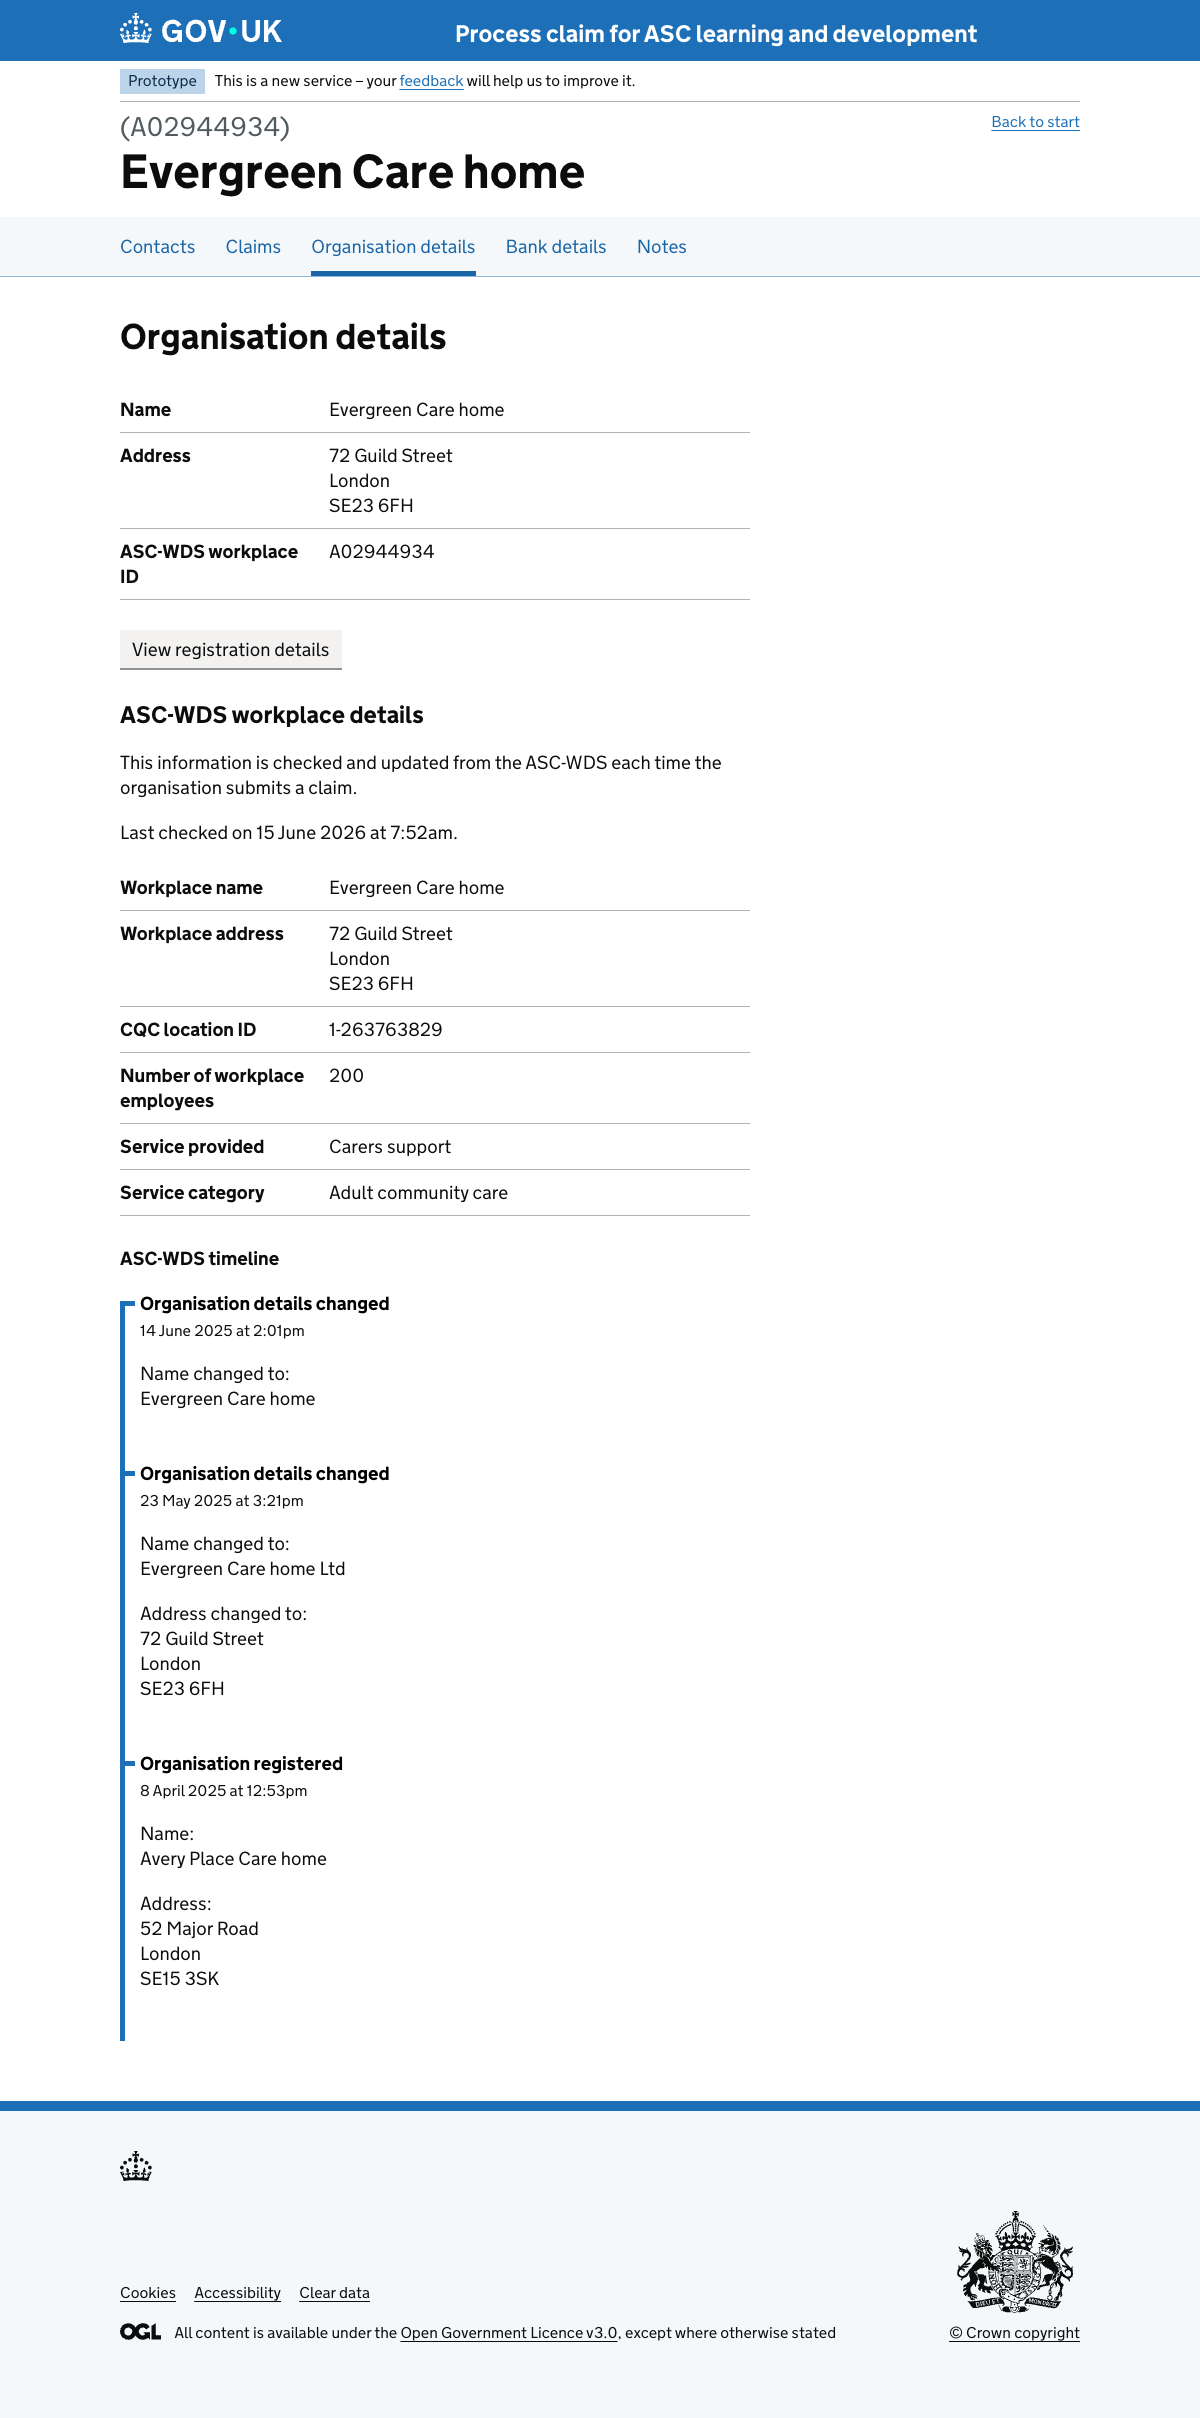 GOV·UK
Process claim for ASC learning and development
Prototype This is a new service – your feedback will help us to improve it.
(A02944934)
Back to start
Evergreen Care home
Contacts Claims Organisation details Bank details Notes
Organisation details
Name Evergreen Care home
Address 72 Guild Street
London
SE23 6FH
ASC-WDS workplace A02944934
ID
View registration details
ASC-WDS workplace details
This information is checked and updated from the ASC-WDS each time the
organisation submits a claim.
Last checked on 15 June 2026 at 7:52am.
Workplace name Evergreen Care home
Workplace address 72 Guild Street
London
SE23 6FH
CQC location ID 1-263763829
Number of workplace 200
employees
Service provided Carers support
Service category Adult community care
ASC-WDS timeline
Organisation details changed
14 June 2025 at 2:01pm
Name changed to:
Evergreen Care home
Organisation details changed
23 May 2025 at 3:21pm
Name changed to:
Evergreen Care home Ltd
Address changed to:
72 Guild Street
London
SE23 6FH
Organisation registered
8 April 2025 at 12:53pm
Name:
Avery Place Care home
Address:
52 Major Road
London
SE15 3SK
Cookies Accessibility Clear data
OGL All content is available under the Open Government Licence v3.0, except where otherwise stated
© Crown copyright